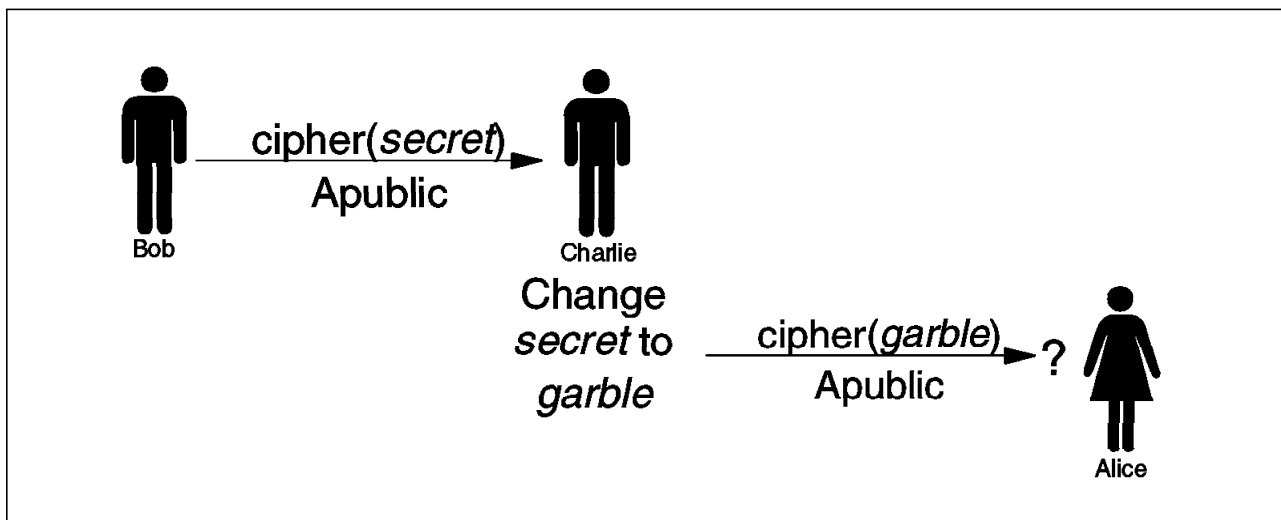 cipher(secret)
Apublic
Bob
Charlie
Change
secret to
garble
cipher(garble)
Apublic
?
Alice